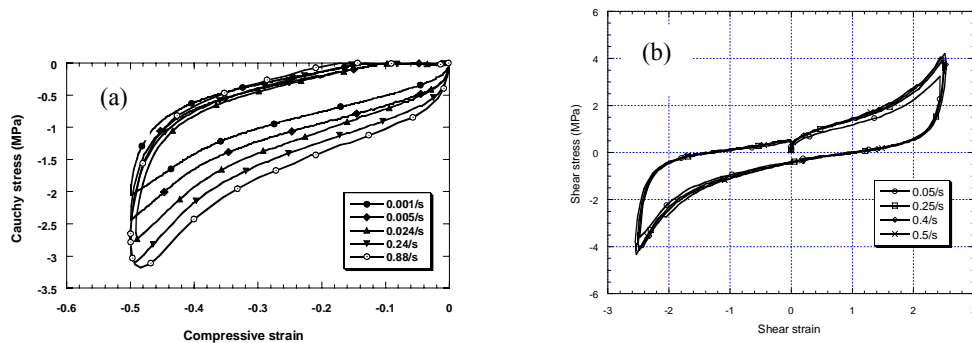 (a)
Cauchy stress (MPa)
0
-0.5
-1
-1.5
-2
-2.5
-3
-3.5
-0.6 -0.5 -0.4 -0.3 -0.2 -0.1 0
Compressive strain
0.001/s
0.005/s
0.024/s
0.24/s
0.88/s
(b)
Shear stress (MPa)
6
4
2
0
-2
-4
-6
-3 -2 -1 0 1 2 3
Shear strain
0.05/s
0.25/s
0.4/s
0.5/s